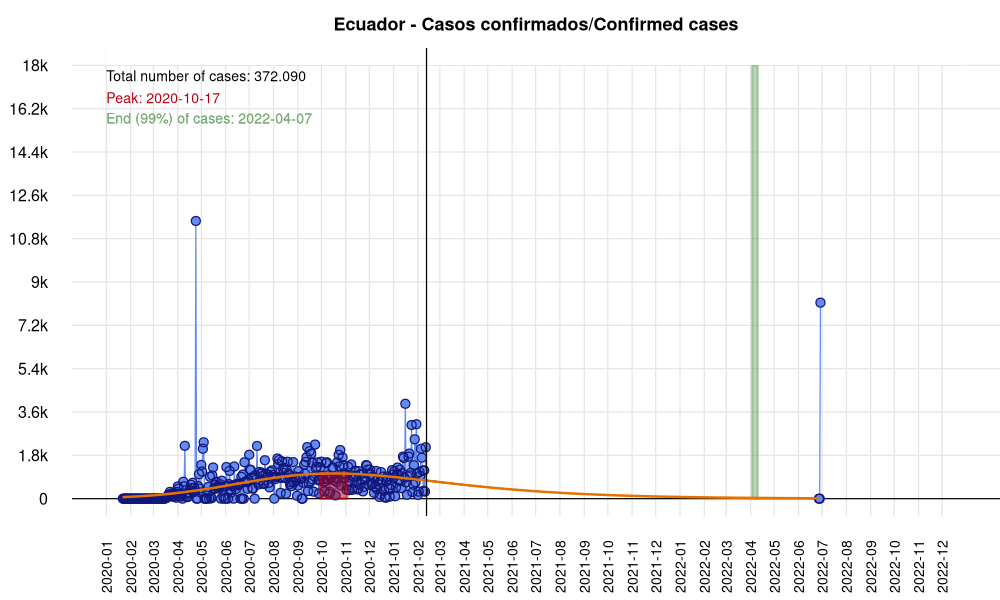 Ecuador - Casos confirmados/Confirmed cases
18k
16.2k
14.4k
12.6k
10.8k
9k
7.2k
5.4k
3.6k
1.8k
0
Total number of cases: 372.090
Peak: 2020-10-17
End (99%) of cases: 2022-04-07
2020-01
2020-02
2020-03
2020-04
2020-05
2020-06
2020-07
2020-08
2020-09
2020-10
2020-11
2020-12
2021-01
2021-02
2021-03
2021-04
2021-05
2021-06
2021-07
2021-08
2021-09
2021-10
2021-11
2021-12
2022-01
2022-02
2022-03
2022-04
2022-05
2022-06
2022-07
2022-08
2022-09
2022-10
2022-11
2022-12